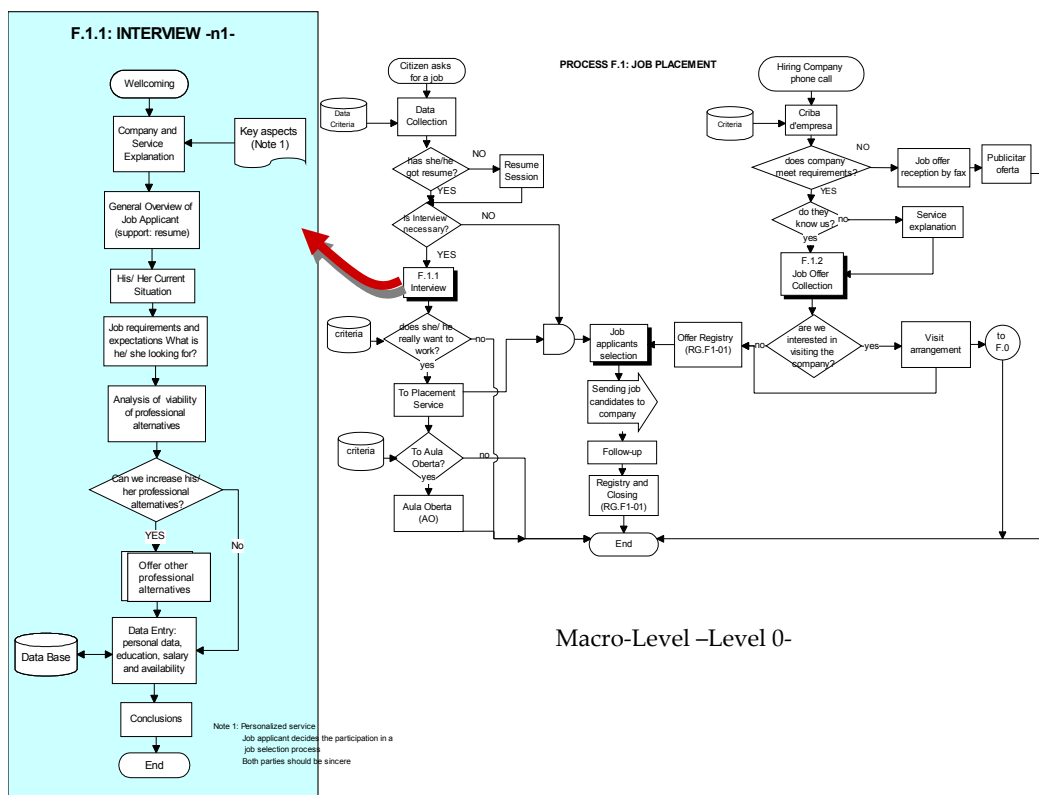 F.1.1: INTERVIEW -n1-
Wellcoming
Company and
Service
Explanation
Key aspects
(Note 1)
General Overview of
Job Applicant
(support: resume)
His/ Her Current
Situation
Job requirements and
expectations What is
he/ she looking for?
Analysis of viability
of professional
alternatives
Can we increase his/
her professional
alternatives?
YES
No
Offer other
professional
alternatives
Data Entry:
personal data,
education, salary
and availability
Data Base
Conclusions
End
Note 1: Personalized service
Job applicant decides the participation in a
job selection process
Both parties should be sincere
PROCESS F.1: JOB PLACEMENT
Citizen asks
for a job
Data
Criteria
Data
Collection
has she/he
got resume?
NO
Resume
Session
YES
Is Interview
necessary?
NO
YES
F.1.1
Interview
criteria
does she/ he
really want to
work?
no
yes
To Placement
Service
criteria
To Aula
Oberta?
no
yes
Aula Oberta
(AO)
Hiring Company
phone call
Criteria
Criba
d'empresa
does company
meet requirements?
NO
Job offer
reception by fax
Publicitar
oferta
YES
do they
know us?
no
Service
explanation
yes
F.1.2
Job Offer
Collection
are we
interested in
visiting the
company?
no
yes
Visit
arrangement
to
F.0
Offer Registry
(RG.F1-01)
Job
applicants
selection
Sending job
candidates to
company
Follow-up
Registry and
Closing
(RG.F1-01)
End
Macro-Level –Level 0-